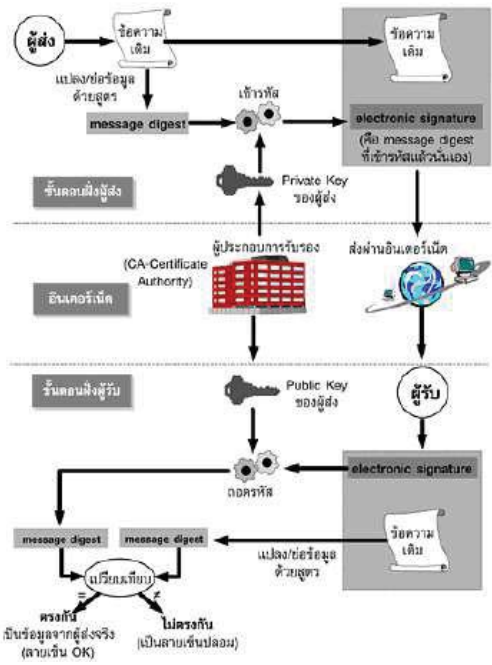 ผู้ส่ง
ข้อความ
เดิม
ข้อความ
เดิม
แปลง/ย่อข้อมูล
ด้วยสูตร
เข้ารหัส
message digest
electronic signature
(คือ message digest
ที่เข้ารหัสแล้วนั่นเอง)
Private Key
ของผู้ส่ง
ขั้นตอนฝั่งผู้ส่ง
ผู้ประกอบการรับรอง
(CA-Certificate
Authority)
ส่งผ่านอินเตอร์เน็ต
อินเตอร์เน็ต
ขั้นตอนฝั่งผู้รับ
Public Key
ของผู้ส่ง
ผู้รับ
electronic signature
ถอดรหัส
message digest
message digest
ข้อความ
เดิม
แปลง/ย่อข้อมูล
ด้วยสูตร
เปรียบเทียบ
=
≠
ตรงกัน
เป็นข้อมูลจากผู้ส่งจริง
(ลายเซ็น OK)
ไม่ตรงกัน
(เป็นลายเซ็นปลอม)